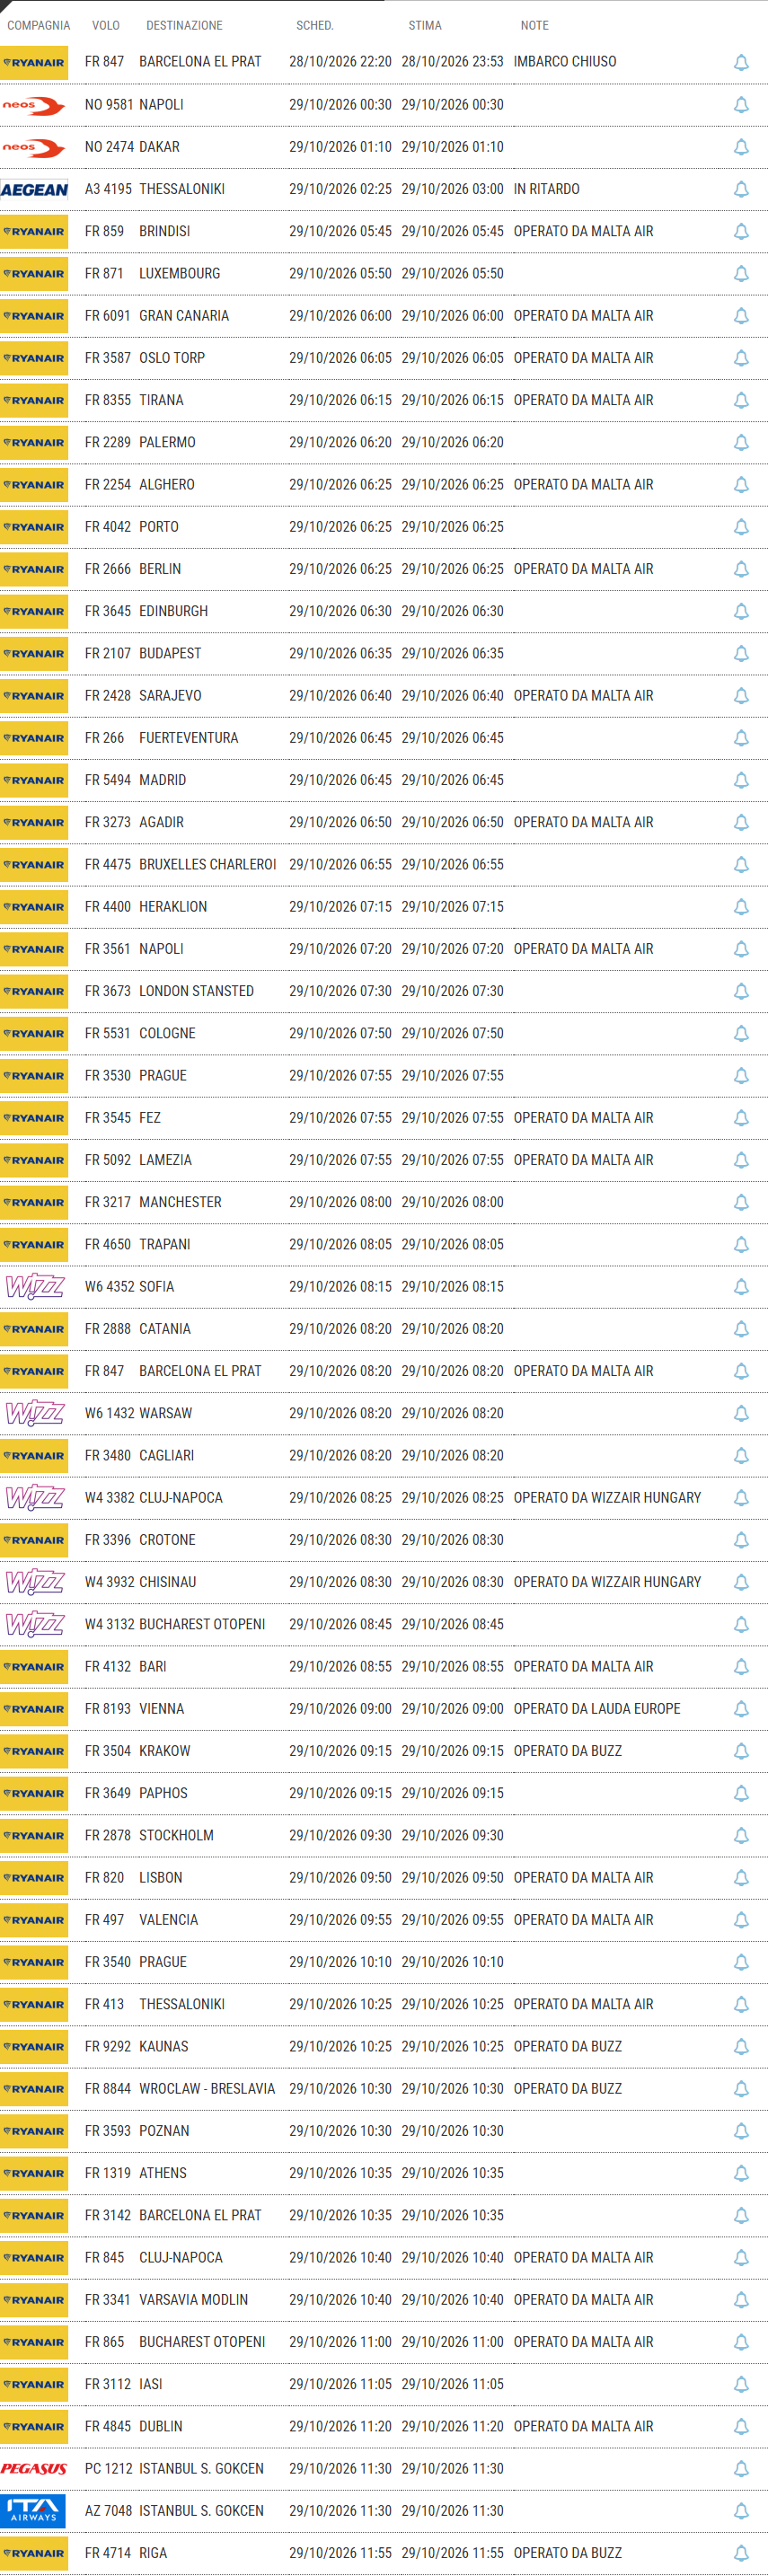 COMPAGNIA VOLO DESTINAZIONE SCHED. STIMA NOTE
RYANAIR FR 847 BARCELONA EL PRAT 28/10/2026 22:20 28/10/2026 23:53 IMBARCO CHIUSO
neos NO 9581 NAPOLI 29/10/2026 00:30 29/10/2026 00:30
neos NO 2474 DAKAR 29/10/2026 01:10 29/10/2026 01:10
AEGEAN A3 4195 THESSALONIKI 29/10/2026 02:25 29/10/2026 03:00 IN RITARDO
RYANAIR FR 859 BRINDISI 29/10/2026 05:45 29/10/2026 05:45 OPERATO DA MALTA AIR
RYANAIR FR 871 LUXEMBOURG 29/10/2026 05:50 29/10/2026 05:50
RYANAIR FR 6091 GRAN CANARIA 29/10/2026 06:00 29/10/2026 06:00 OPERATO DA MALTA AIR
RYANAIR FR 3587 OSLO TORP 29/10/2026 06:05 29/10/2026 06:05 OPERATO DA MALTA AIR
RYANAIR FR 8355 TIRANA 29/10/2026 06:15 29/10/2026 06:15 OPERATO DA MALTA AIR
RYANAIR FR 2289 PALERMO 29/10/2026 06:20 29/10/2026 06:20
RYANAIR FR 2254 ALGHERO 29/10/2026 06:25 29/10/2026 06:25 OPERATO DA MALTA AIR
RYANAIR FR 4042 PORTO 29/10/2026 06:25 29/10/2026 06:25
RYANAIR FR 2666 BERLIN 29/10/2026 06:25 29/10/2026 06:25 OPERATO DA MALTA AIR
RYANAIR FR 3645 EDINBURGH 29/10/2026 06:30 29/10/2026 06:30
RYANAIR FR 2107 BUDAPEST 29/10/2026 06:35 29/10/2026 06:35
RYANAIR FR 2428 SARAJEVO 29/10/2026 06:40 29/10/2026 06:40 OPERATO DA MALTA AIR
RYANAIR FR 266 FUERTEVENTURA 29/10/2026 06:45 29/10/2026 06:45
RYANAIR FR 5494 MADRID 29/10/2026 06:45 29/10/2026 06:45
RYANAIR FR 3273 AGADIR 29/10/2026 06:50 29/10/2026 06:50 OPERATO DA MALTA AIR
RYANAIR FR 4475 BRUXELLES CHARLEROI 29/10/2026 06:55 29/10/2026 06:55
RYANAIR FR 4400 HERAKLION 29/10/2026 07:15 29/10/2026 07:15
RYANAIR FR 3561 NAPOLI 29/10/2026 07:20 29/10/2026 07:20 OPERATO DA MALTA AIR
RYANAIR FR 3673 LONDON STANSTED 29/10/2026 07:30 29/10/2026 07:30
RYANAIR FR 5531 COLOGNE 29/10/2026 07:50 29/10/2026 07:50
RYANAIR FR 3530 PRAGUE 29/10/2026 07:55 29/10/2026 07:55
RYANAIR FR 3545 FEZ 29/10/2026 07:55 29/10/2026 07:55 OPERATO DA MALTA AIR
RYANAIR FR 5092 LAMEZIA 29/10/2026 07:55 29/10/2026 07:55 OPERATO DA MALTA AIR
RYANAIR FR 3217 MANCHESTER 29/10/2026 08:00 29/10/2026 08:00
RYANAIR FR 4650 TRAPANI 29/10/2026 08:05 29/10/2026 08:05
WIZZ W6 4352 SOFIA 29/10/2026 08:15 29/10/2026 08:15
RYANAIR FR 2888 CATANIA 29/10/2026 08:20 29/10/2026 08:20
RYANAIR FR 847 BARCELONA EL PRAT 29/10/2026 08:20 29/10/2026 08:20 OPERATO DA MALTA AIR
WIZZ W6 1432 WARSAW 29/10/2026 08:20 29/10/2026 08:20
RYANAIR FR 3480 CAGLIARI 29/10/2026 08:20 29/10/2026 08:20
WIZZ W4 3382 CLUJ-NAPOCA 29/10/2026 08:25 29/10/2026 08:25 OPERATO DA WIZZAIR HUNGARY
RYANAIR FR 3396 CROTONE 29/10/2026 08:30 29/10/2026 08:30
WIZZ W4 3932 CHISINAU 29/10/2026 08:30 29/10/2026 08:30 OPERATO DA WIZZAIR HUNGARY
WIZZ W4 3132 BUCHAREST OTOPENI 29/10/2026 08:45 29/10/2026 08:45
RYANAIR FR 4132 BARI 29/10/2026 08:55 29/10/2026 08:55 OPERATO DA MALTA AIR
RYANAIR FR 8193 VIENNA 29/10/2026 09:00 29/10/2026 09:00 OPERATO DA LAUDA EUROPE
RYANAIR FR 3504 KRAKOW 29/10/2026 09:15 29/10/2026 09:15 OPERATO DA BUZZ
RYANAIR FR 3649 PAPHOS 29/10/2026 09:15 29/10/2026 09:15
RYANAIR FR 2878 STOCKHOLM 29/10/2026 09:30 29/10/2026 09:30
RYANAIR FR 820 LISBON 29/10/2026 09:50 29/10/2026 09:50 OPERATO DA MALTA AIR
RYANAIR FR 497 VALENCIA 29/10/2026 09:55 29/10/2026 09:55 OPERATO DA MALTA AIR
RYANAIR FR 3540 PRAGUE 29/10/2026 10:10 29/10/2026 10:10
RYANAIR FR 413 THESSALONIKI 29/10/2026 10:25 29/10/2026 10:25 OPERATO DA MALTA AIR
RYANAIR FR 9292 KAUNAS 29/10/2026 10:25 29/10/2026 10:25 OPERATO DA BUZZ
RYANAIR FR 8844 WROCLAW - BRESLAVIA 29/10/2026 10:30 29/10/2026 10:30 OPERATO DA BUZZ
RYANAIR FR 3593 POZNAN 29/10/2026 10:30 29/10/2026 10:30
RYANAIR FR 1319 ATHENS 29/10/2026 10:35 29/10/2026 10:35
RYANAIR FR 3142 BARCELONA EL PRAT 29/10/2026 10:35 29/10/2026 10:35
RYANAIR FR 845 CLUJ-NAPOCA 29/10/2026 10:40 29/10/2026 10:40 OPERATO DA MALTA AIR
RYANAIR FR 3341 VARSAVIA MODLIN 29/10/2026 10:40 29/10/2026 10:40 OPERATO DA MALTA AIR
RYANAIR FR 865 BUCHAREST OTOPENI 29/10/2026 11:00 29/10/2026 11:00 OPERATO DA MALTA AIR
RYANAIR FR 3112 IASI 29/10/2026 11:05 29/10/2026 11:05
RYANAIR FR 4845 DUBLIN 29/10/2026 11:20 29/10/2026 11:20 OPERATO DA MALTA AIR
PEGASUS PC 1212 ISTANBUL S. GOKCEN 29/10/2026 11:30 29/10/2026 11:30
ITA AIRWAYS AZ 7048 ISTANBUL S. GOKCEN 29/10/2026 11:30 29/10/2026 11:30
RYANAIR FR 4714 RIGA 29/10/2026 11:55 29/10/2026 11:55 OPERATO DA BUZZ